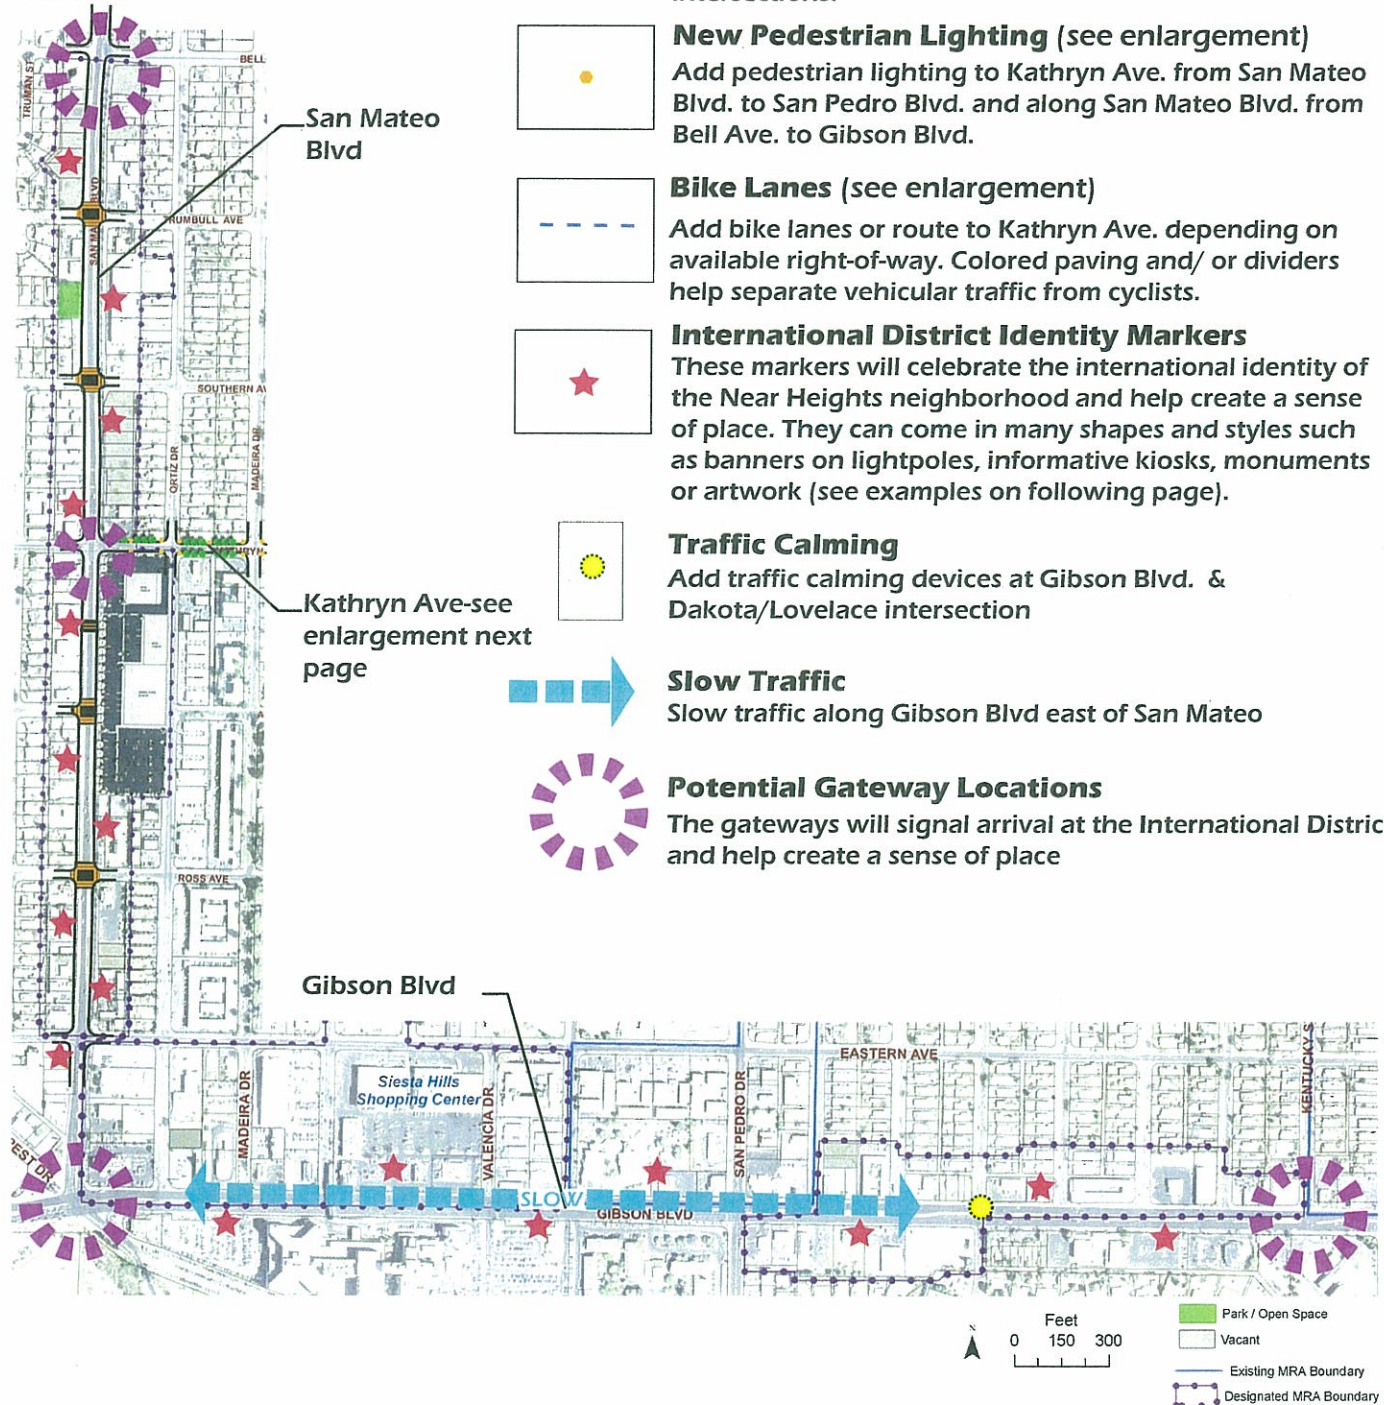 New Pedestrian Lighting (see enlargement)
Add pedestrian lighting to Kathryn Ave. from San Mateo
Blvd. to San Pedro Blvd. and along San Mateo Blvd. from
Bell Ave. to Gibson Blvd.
Bike Lanes (see enlargement)
Add bike lanes or route to Kathryn Ave. depending on
available right-of-way. Colored paving and/ or dividers
help separate vehicular traffic from cyclists.
International District Identity Markers
These markers will celebrate the international identity of
the Near Heights neighborhood and help create a sense
of place. They can come in many shapes and styles such
as banners on lightpoles, informative kiosks, monuments
or artwork (see examples on following page).
Traffic Calming
Add traffic calming devices at Gibson Blvd. &
Dakota/Lovelace intersection
Slow Traffic
Slow traffic along Gibson Blvd east of San Mateo
Potential Gateway Locations
The gateways will signal arrival at the International Distric
and help create a sense of place
San Mateo
Blvd
Kathryn Ave-see
enlargement next
page
Gibson Blvd
BELL
TRUMAN ST
BLVD
SAN MA
RUMBULL AVE
SOUTHERN AV
ORTIZ DR
MADEIRA DR
ROSS AVE
EASTERN AVE
KENTUCKY S
Siesta Hills
Shopping Center
MADEIRA DR
VALENCIA DR
SAN PEDRO DR
EST DR
SLOW
GIBSON BLVD
N
Feet
0 150 300
Park / Open Space
Vacant
Existing MRA Boundary
Designated MRA Boundary